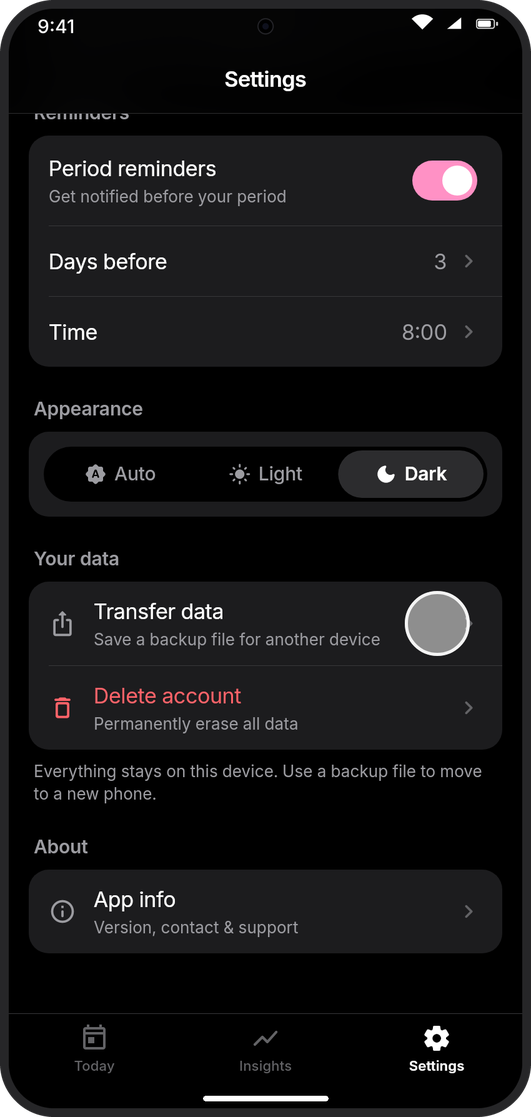 9:41
Settings
Reminders
Period reminders
Get notified before your period
Days before
3
Time
8:00
Appearance
Auto
Light
Dark
Your data
Transfer data
Save a backup file for another device
Delete account
Permanently erase all data
Everything stays on this device. Use a backup file to move
to a new phone.
About
App info
Version, contact & support
Today
Insights
Settings